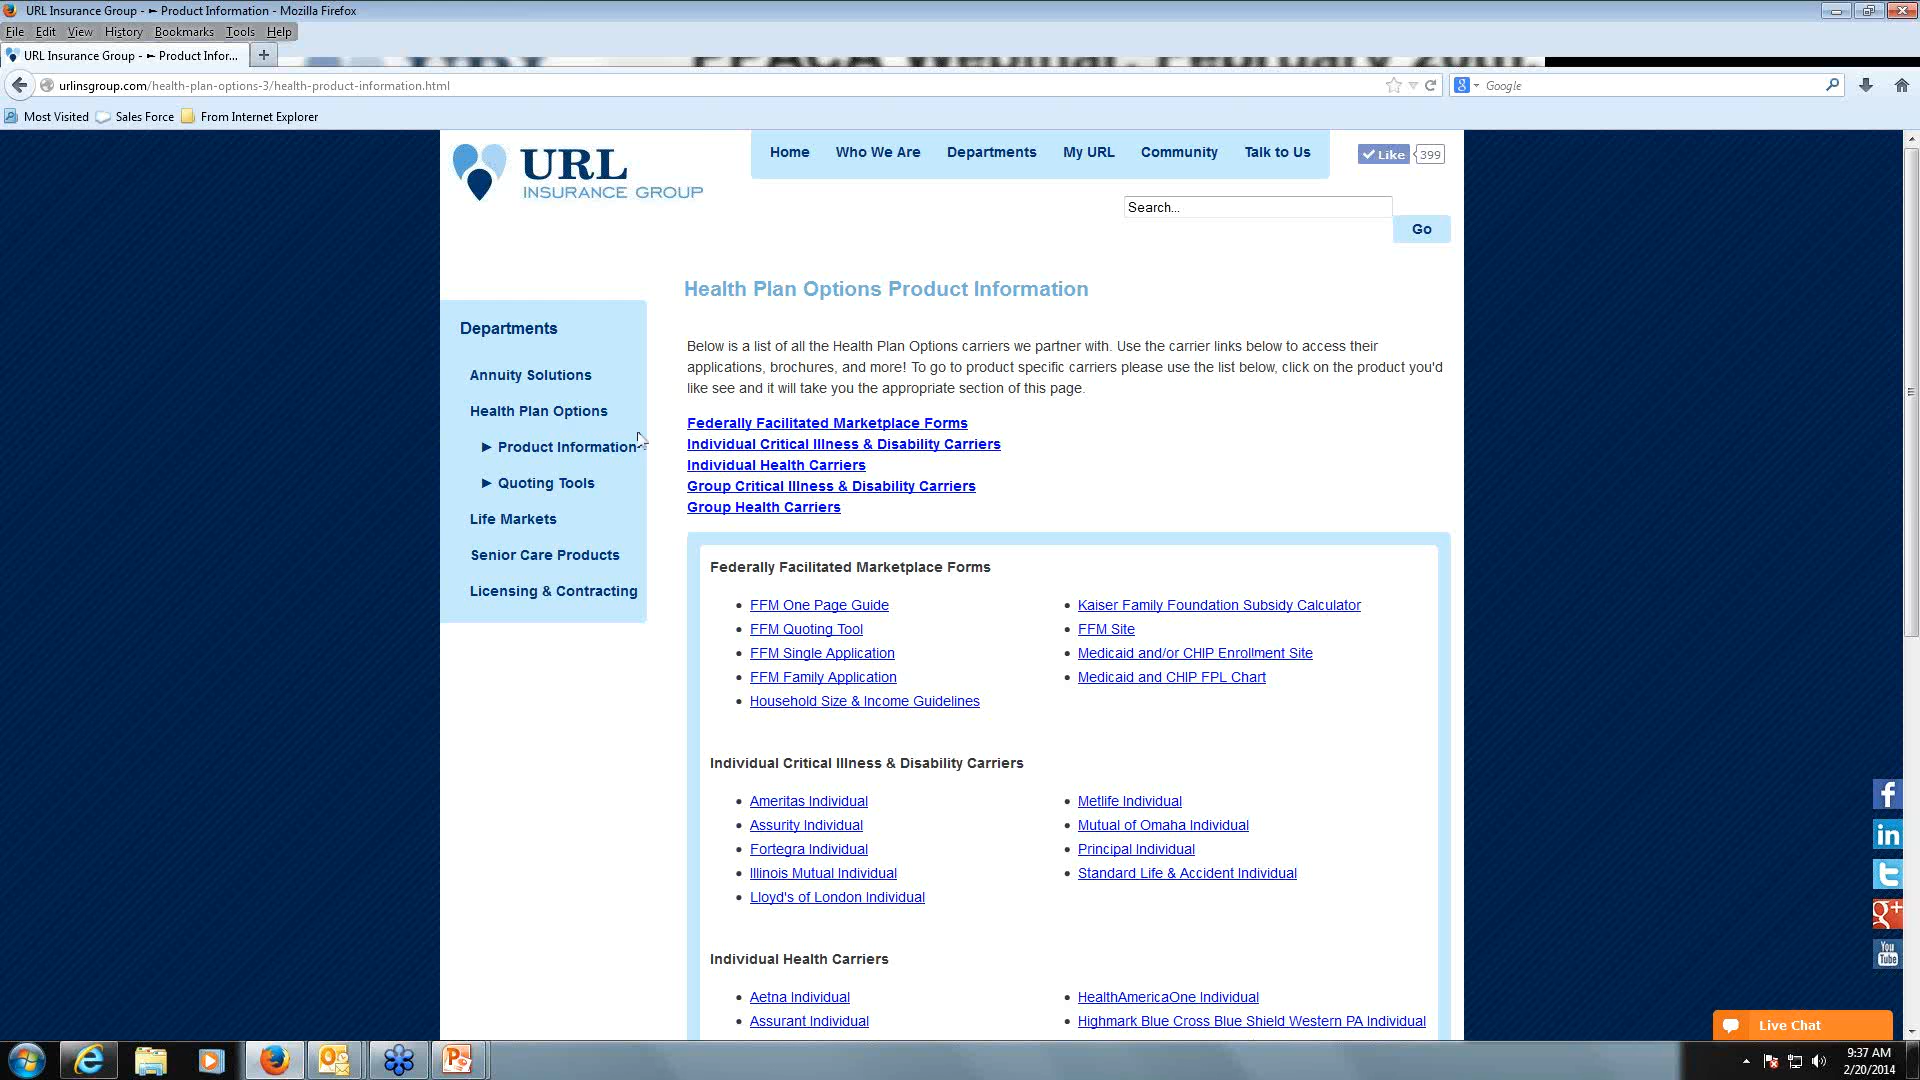 URL Insurance Group - ► Product Information - Mozilla Firefox
File Edit View History Bookmarks Tools Help
URL Insurance Group - ► Product Infor... +
urlinsgroup.com/health-plan-options-3/health-product-information.html
Google
Most Visited Sales Force From Internet Explorer
URL
INSURANCE GROUP
Home Who We Are Departments My URL Community Talk to Us
Like 399
Search...
Go
Health Plan Options Product Information
Departments
Annuity Solutions
Health Plan Options
► Product Information
► Quoting Tools
Life Markets
Senior Care Products
Licensing & Contracting
Below is a list of all the Health Plan Options carriers we partner with. Use the carrier links below to access their
applications, brochures, and more! To go to product specific carriers please use the list below, click on the product you'd
like see and it will take you the appropriate section of this page.
Federally Facilitated Marketplace Forms
Individual Critical Illness & Disability Carriers
Individual Health Carriers
Group Critical Illness & Disability Carriers
Group Health Carriers
Federally Facilitated Marketplace Forms
• FFM One Page Guide
• FFM Quoting Tool
• FFM Single Application
• FFM Family Application
• Household Size & Income Guidelines
• Kaiser Family Foundation Subsidy Calculator
• FFM Site
• Medicaid and/or CHIP Enrollment Site
• Medicaid and CHIP FPL Chart
Individual Critical Illness & Disability Carriers
• Ameritas Individual
• Assurity Individual
• Fortegra Individual
• Illinois Mutual Individual
• Lloyd's of London Individual
• Metlife Individual
• Mutual of Omaha Individual
• Principal Individual
• Standard Life & Accident Individual
Individual Health Carriers
• Aetna Individual
• Assurant Individual
• HealthAmericaOne Individual
• Highmark Blue Cross Blue Shield Western PA Individual
You
Tube
Live Chat
9:37 AM
2/20/2014